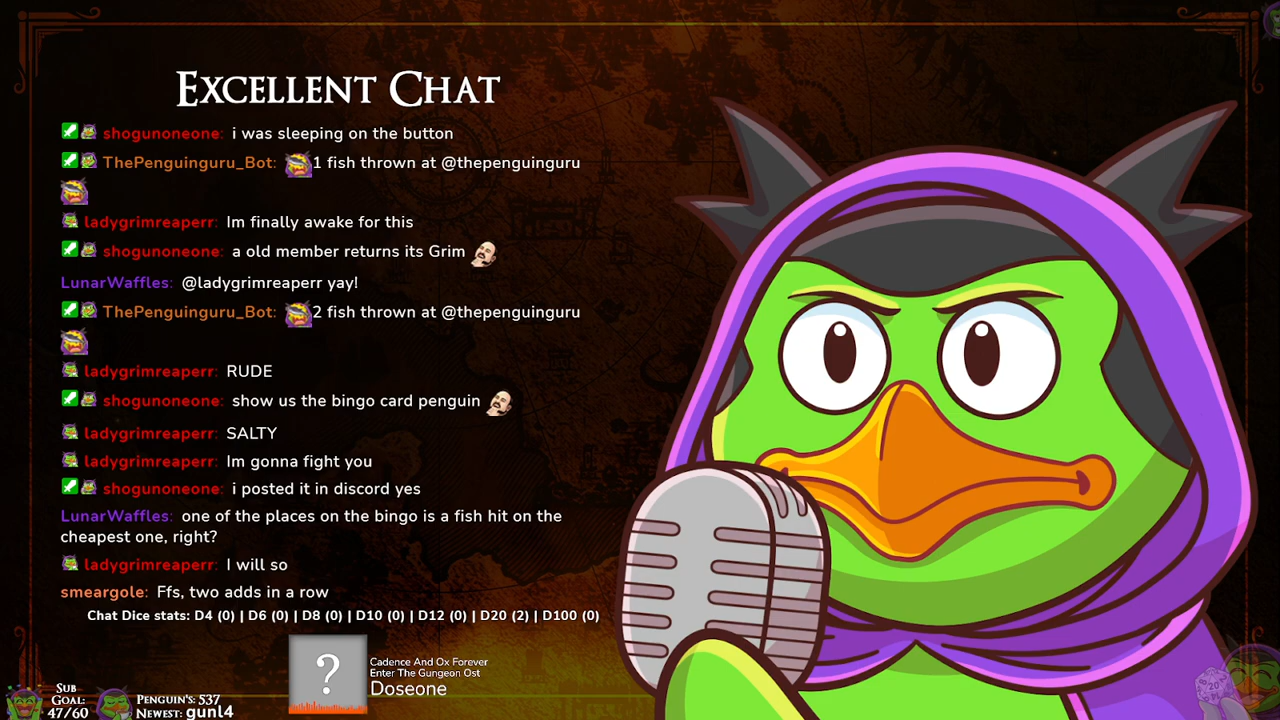 Excellent Chat
shogunoneone: i was sleeping on the button
ThePenguinguru_Bot: 1 fish thrown at @thepenguinguru
ladygrimreaperr: Im finally awake for this
shogunoneone: a old member returns its Grim
LunarWaffles: @ladygrimreaperr yay!
ThePenguinguru_Bot: 2 fish thrown at @thepenguinguru
ladygrimreaperr: RUDE
shogunoneone: show us the bingo card penguin
ladygrimreaperr: SALTY
ladygrimreaperr: Im gonna fight you
shogunoneone: i posted it in discord yes
LunarWaffles: one of the places on the bingo is a fish hit on the
cheapest one, right?
ladygrimreaperr: I will so
smeargole: Ffs, two adds in a row
Chat Dice stats: D4 (0) | D6 (0) | D8 (0) | D10 (0) | D12 (0) | D20 (2) | D100 (0)
?
Cadence And Ox Forever
Enter The Gungeon Ost
Doseone
Sub
Goal:
47/60
Penguin's: 537
Newest: gunl4
20